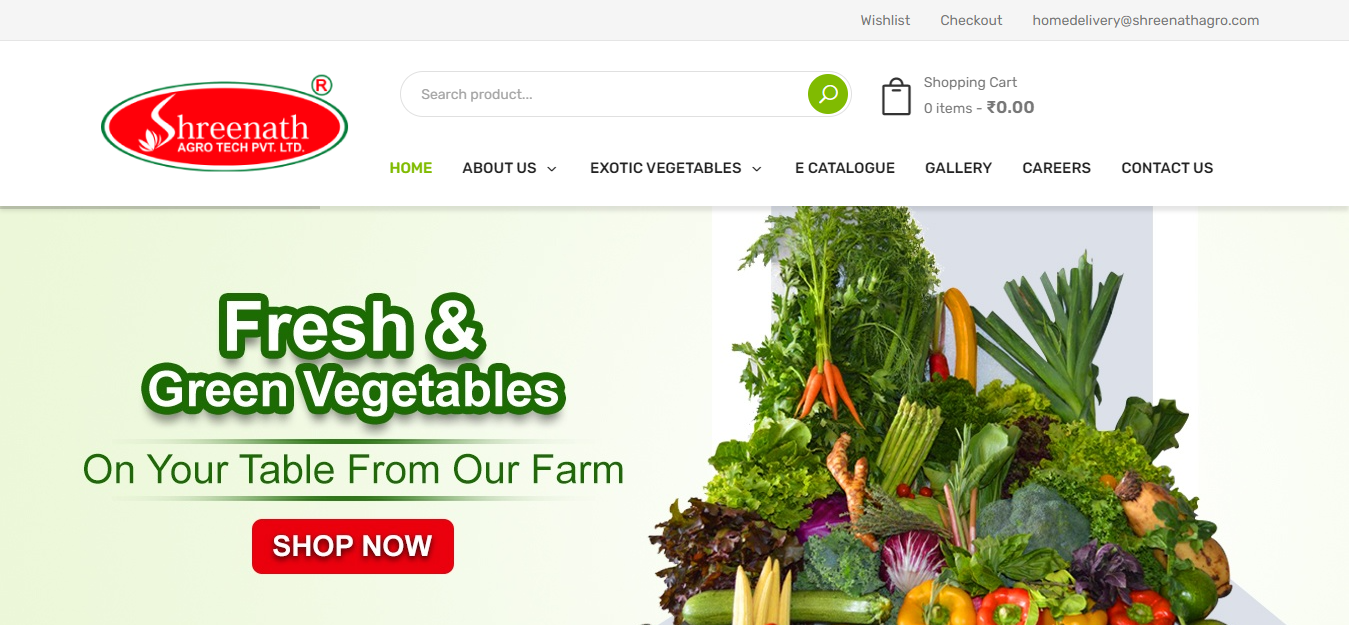 Wishlist Checkout homedelivery@shreenathagro.com
Shreenath
AGRO TECH PVT. LTD.
®
Search product...
Shopping Cart
0 items - ₹0.00
HOME ABOUT US EXOTIC VEGETABLES E CATALOGUE GALLERY CAREERS CONTACT US
Fresh &
Green Vegetables
On Your Table From Our Farm
SHOP NOW